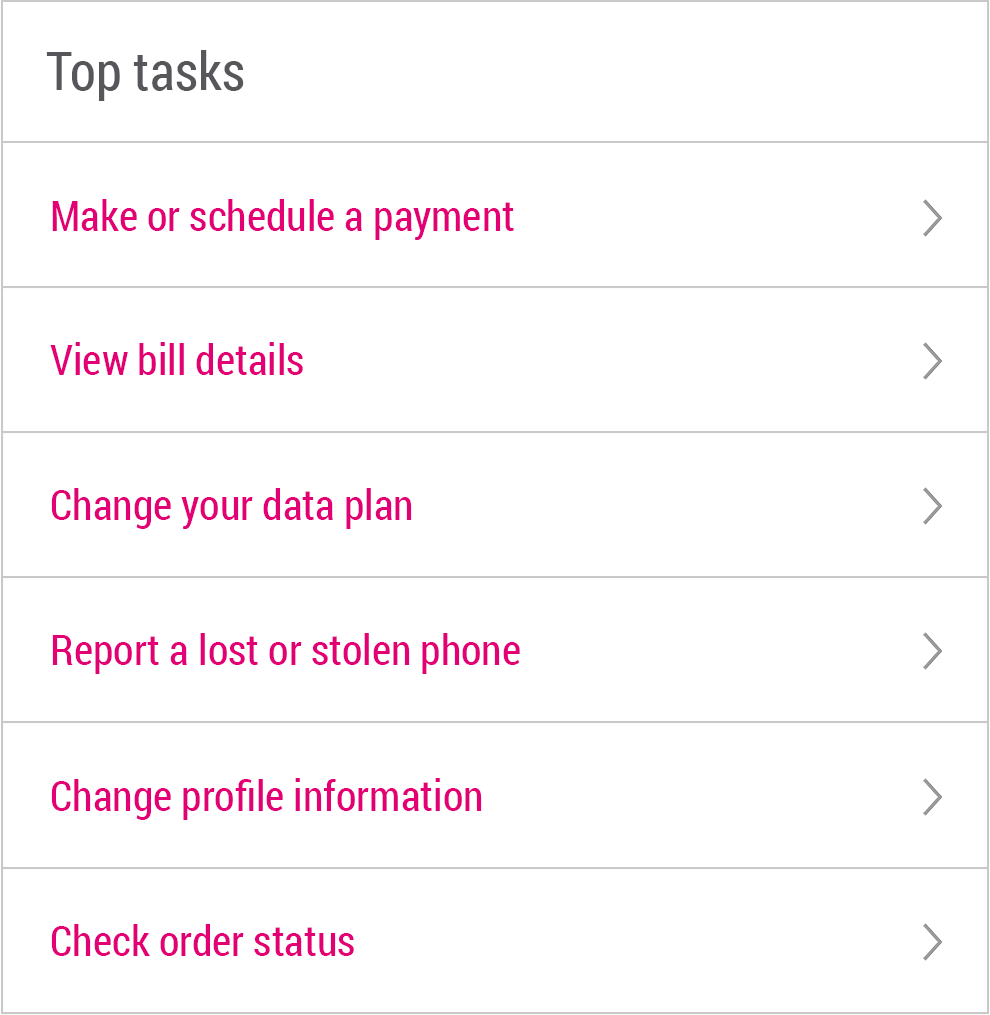 Top tasks
Make or schedule a payment
View bill details
Change your data plan
Report a lost or stolen phone
Change profile information
Check order status